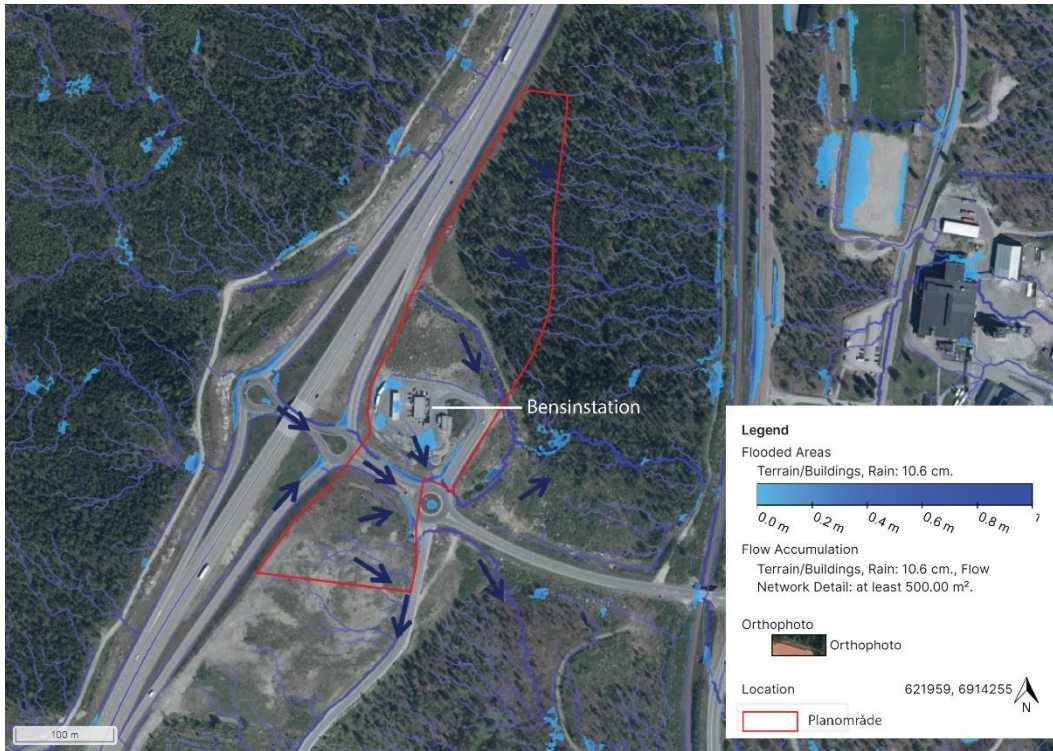 Bensinstation
Legend
Flooded Areas
Terrain/Buildings, Rain: 10.6 cm.
0.0 m
0.2 m
0.4 m
0.6 m
0.8 m
Flow Accumulation
Terrain/Buildings, Rain: 10.6 cm., Flow
Network Detail: at least 500.00 m².
Orthophoto
Orthophoto
Location 621959, 6914255
N
Planområde
100 m